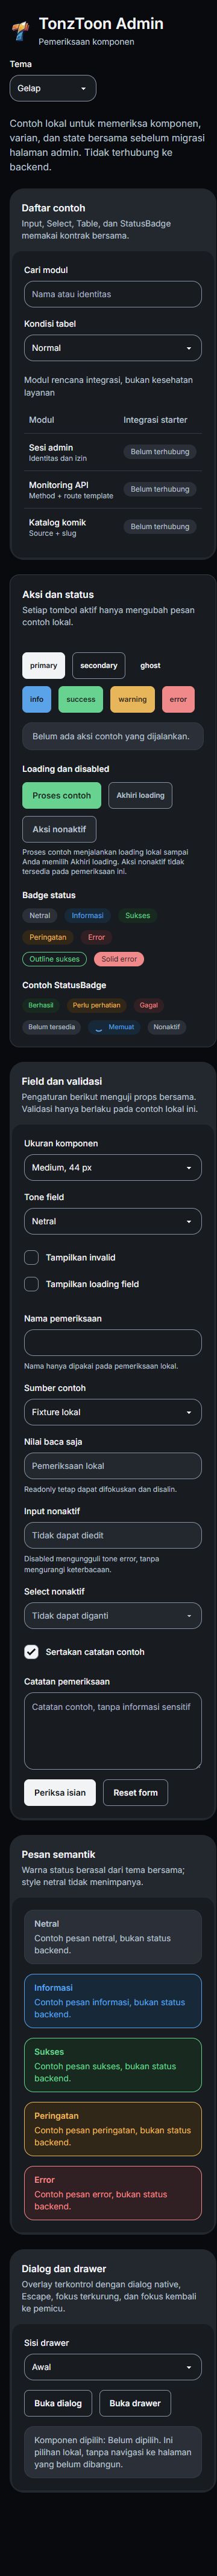 TonzToon Admin
Pemeriksaan komponen
Tema
Gelap
Contoh lokal untuk memeriksa komponen,
varian, dan state bersama sebelum migrasi
halaman admin. Tidak terhubung ke
backend.
Daftar contoh
Input, Select, Table, dan StatusBadge
memakai kontrak bersama.
Cari modul
Nama atau identitas
Kondisi tabel
Normal
Modul rencana integrasi, bukan kesehatan
layanan
Modul Integrasi starter
Sesi admin
Identitas dan izin
Belum terhubung
Monitoring API
Method + route template
Belum terhubung
Katalog komik
Source + slug
Belum terhubung
Aksi dan status
Setiap tombol aktif hanya mengubah pesan
contoh lokal.
primary secondary ghost
info success warning error
Belum ada aksi contoh yang dijalankan.
Loading dan disabled
Proses contoh Akhiri loading
Aksi nonaktif
Proses contoh menjalankan loading lokal sampai
Anda memilih Akhiri loading. Aksi nonaktif tidak
tersedia pada pemeriksaan ini.
Badge status
Netral Informasi Sukses
Peringatan Error
Outline sukses Solid error
Contoh StatusBadge
Berhasil Perlu perhatian Gagal
Belum tersedia Memuat Nonaktif
Field dan validasi
Pengaturan berikut menguji props bersama.
Validasi hanya berlaku pada contoh lokal ini.
Ukuran komponen
Medium, 44 px
Tone field
Netral
Tampilkan invalid
Tampilkan loading field
Nama pemeriksaan
Nama hanya dipakai pada pemeriksaan lokal.
Sumber contoh
Fixture lokal
Nilai baca saja
Pemeriksaan lokal
Readonly tetap dapat difokuskan dan disalin.
Input nonaktif
Tidak dapat diedit
Disabled mengungguli tone error, tanpa
mengurangi keterbacaan.
Select nonaktif
Tidak dapat diganti
Sertakan catatan contoh
Catatan pemeriksaan
Catatan contoh, tanpa informasi sensitif
Periksa isian Reset form
Pesan semantik
Warna status berasal dari tema bersama;
style netral tidak menimpanya.
Netral
Contoh pesan netral, bukan status
backend.
Informasi
Contoh pesan informasi, bukan status
backend.
Sukses
Contoh pesan sukses, bukan status
backend.
Peringatan
Contoh pesan peringatan, bukan status
backend.
Error
Contoh pesan error, bukan status
backend.
Dialog dan drawer
Overlay terkontrol dengan dialog native,
Escape, fokus terkurung, dan fokus kembali
ke pemicu.
Sisi drawer
Awal
Buka dialog Buka drawer
Komponen dipilih: Belum dipilih. Ini
pilihan lokal, tanpa navigasi ke halaman
yang belum dibangun.